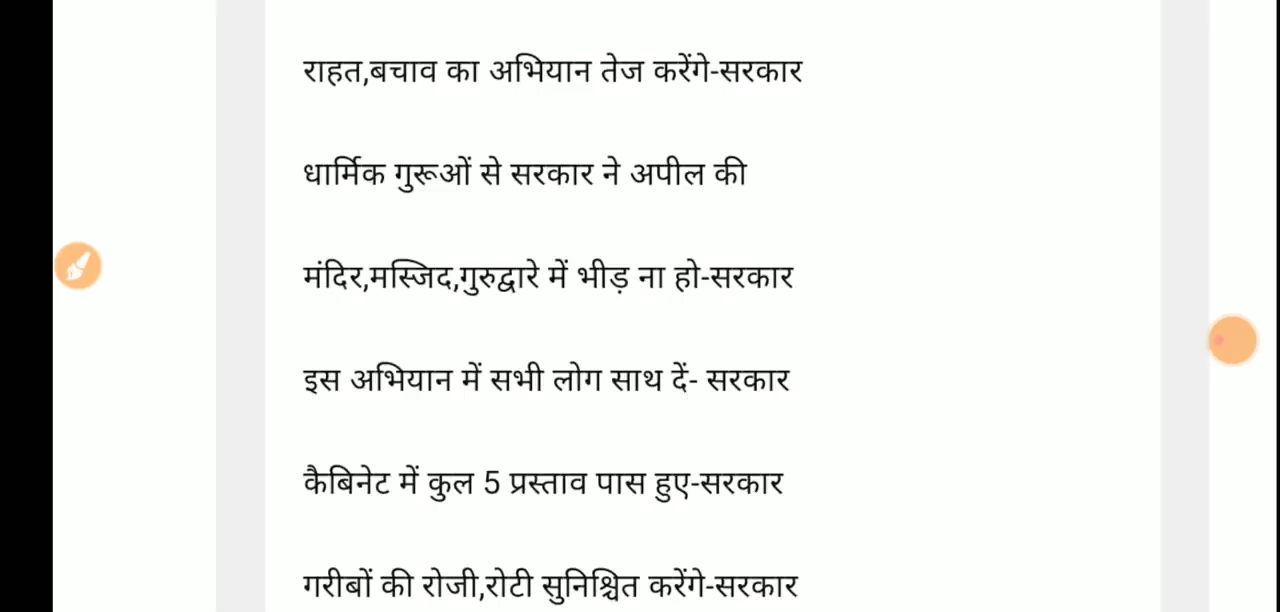 राहत,बचाव का अभियान तेज करेंगे-सरकार
धार्मिक गुरूओं से सरकार ने अपील की
मंदिर,मस्जिद,गुरुद्वारे में भीड़ ना हो-सरकार
इस अभियान में सभी लोग साथ दें- सरकार
कैबिनेट में कुल 5 प्रस्ताव पास हुए-सरकार
गरीबों की रोजी,रोटी सुनिश्चित करेंगे-सरकार